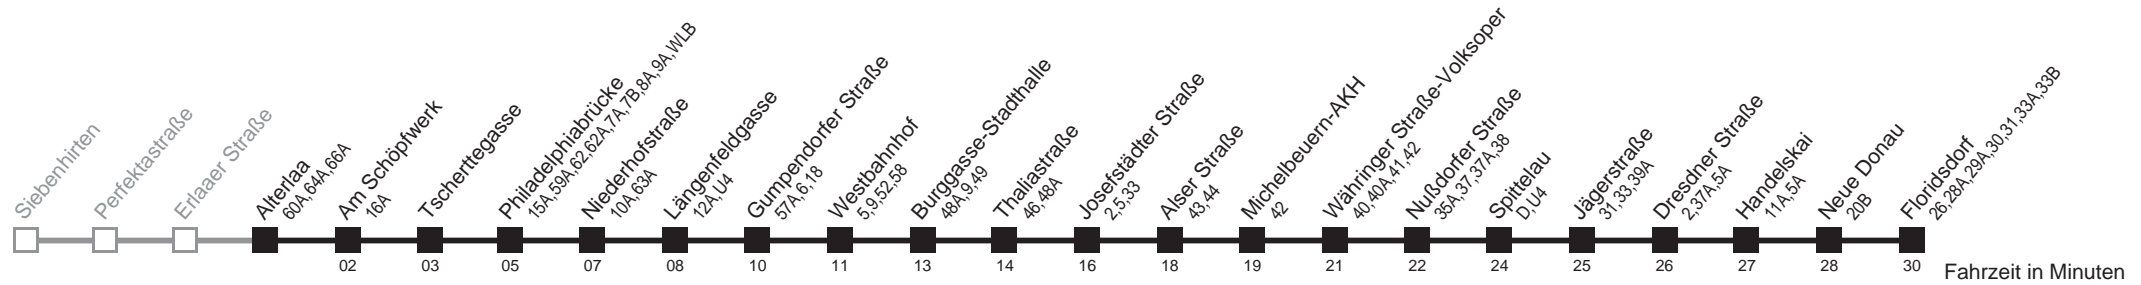 Siebenhirten
Perfektastraße
Erlaaer Straße
Alterlaa
60A,64A,66A
Am Schöpfwerk
16A
Tscherttegasse
Philadelphiabrücke
15A,59A,62,62A,7A,7B,8A,9A,WLB
Niederhofstraße
10A,63A
Längenfeldgasse
12A,U4
Gumpendorfer Straße
57A,6,18
Westbahnhof
5,9,52,58
Burggasse-Stadthalle
48A,9,49
Thaliastraße
46,48A
Josefstädter Straße
2,5,33
Alser Straße
43,44
Michelbeuern-AKH
42
Währinger Straße-Volksoper
40,40A,41,42
Nußdorfer Straße
35A,37,37A,38
Spittelau
D,U4
Jägerstraße
31,33,39A
Dresdner Straße
2,37A,5A
Handelskai
11A,5A
Neue Donau
20B
Floridsdorf
26,28A,29A,30,31,33A,33B
02 03 05 07 08 10 11 13 14 16 18 19 21 22 24 25 26 27 28 30 Fahrzeit in Minuten